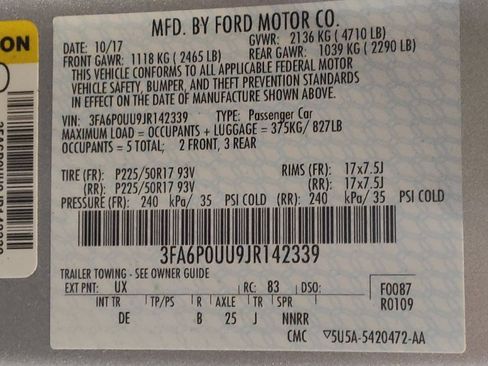 MFD. BY FORD MOTOR CO.
DATE: 10/17 GVWR: 2136 KG ( 4710 LB)
FRONT GAWR: 1118 KG ( 2465 LB) REAR GAWR: 1039 KG ( 2290 LB)
THIS VEHICLE CONFORMS TO ALL APPLICABLE FEDERAL MOTOR
VEHICLE SAFETY, BUMPER, AND THEFT PREVENTION STANDARDS
IN EFFECT ON THE DATE OF MANUFACTURE SHOWN ABOVE.
VIN: 3FA6P0UU9JR142339 TYPE: Passenger Car
MAXIMUM LOAD = OCCUPANTS + LUGGAGE = 375KG/ 827LB
OCCUPANTS = 5 TOTAL; 2 FRONT, 3 REAR
TIRE (FR): P225/50R17 93V RIMS (FR): 17x7.5J
(RR): P225/50R17 93V (RR): 17x7.5J
PRESSURE (FR): 240 kPa/ 35 PSI COLD (RR): 240 kPa/ 35 PSI COLD
3FA6P0UU9JR142339
TRAILER TOWING - SEE OWNER GUIDE
EXT PNT: UX RC: 83 DSO: F0087
INT TR TP/PS R AXLE TR SPR R0109
DE B 25 J NNRR
CMC ▽5U5A-5420472-AA